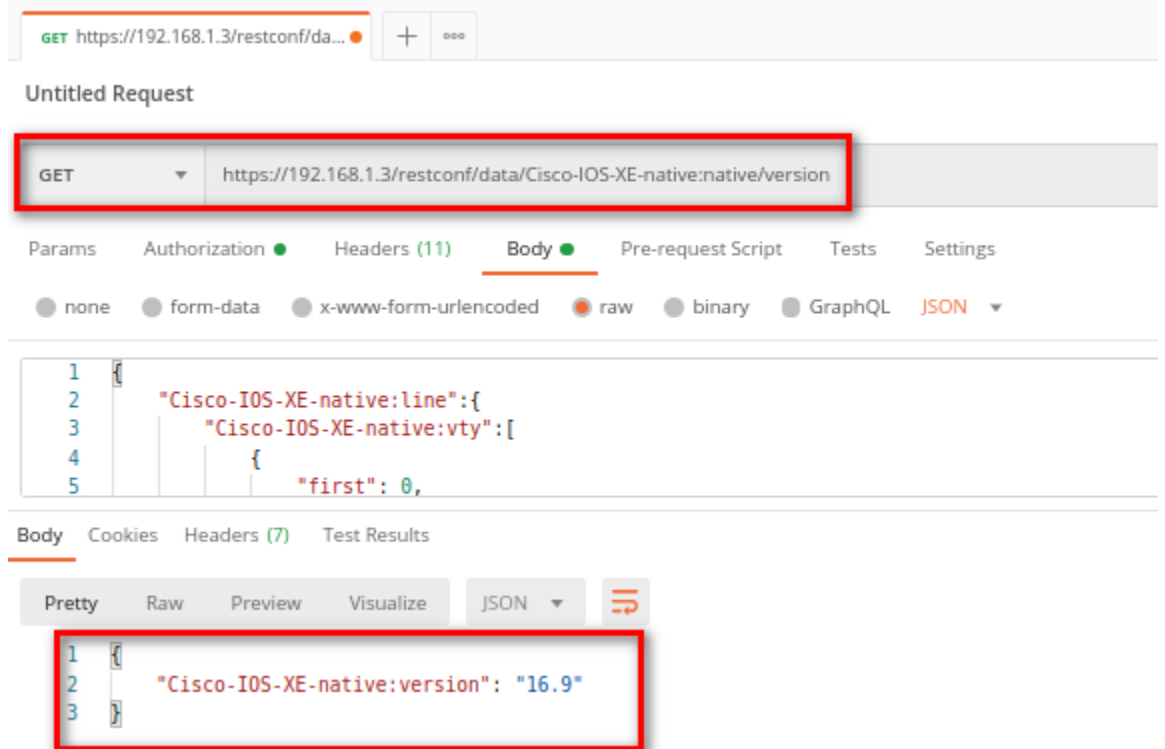 GET https://192.168.1.3/restconf/da... + ooo
Untitled Request
GET https://192.168.1.3/restconf/data/Cisco-IOS-XE-native:native/version
Params Authorization Headers (11) Body Pre-request Script Tests Settings
none form-data x-www-form-urlencoded raw binary GraphQL JSON
1 {
2 "Cisco-IOS-XE-native:line":{
3 "Cisco-IOS-XE-native:vty":[
4 {
5 "first": 0,
Body Cookies Headers (7) Test Results
Pretty Raw Preview Visualize JSON
1 {
2 "Cisco-IOS-XE-native:version": "16.9"
3 }